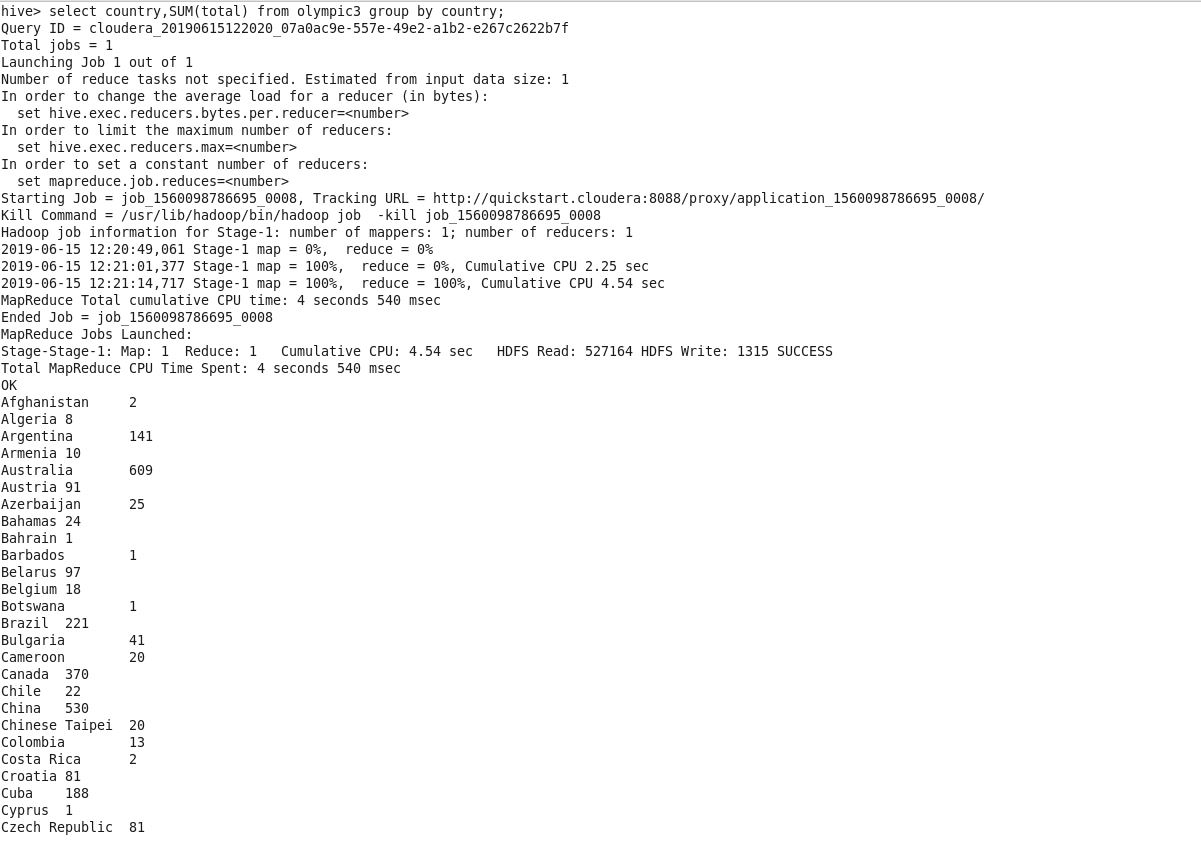 hive> select country,SUM(total) from olympic3 group by country;
Query ID = cloudera_20190615122020_07a0ac9e-557e-49e2-a1b2-e267c2622b7f
Total jobs = 1
Launching Job 1 out of 1
Number of reduce tasks not specified. Estimated from input data size: 1
In order to change the average load for a reducer (in bytes):
  set hive.exec.reducers.bytes.per.reducer=<number>
In order to limit the maximum number of reducers:
  set hive.exec.reducers.max=<number>
In order to set a constant number of reducers:
  set mapreduce.job.reduces=<number>
Starting Job = job_1560098786695_0008, Tracking URL = http://quickstart.cloudera:8088/proxy/application_1560098786695_0008/
Kill Command = /usr/lib/hadoop/bin/hadoop job  -kill job_1560098786695_0008
Hadoop job information for Stage-1: number of mappers: 1; number of reducers: 1
2019-06-15 12:20:49,061 Stage-1 map = 0%,  reduce = 0%
2019-06-15 12:21:01,377 Stage-1 map = 100%,  reduce = 0%, Cumulative CPU 2.25 sec
2019-06-15 12:21:14,717 Stage-1 map = 100%,  reduce = 100%, Cumulative CPU 4.54 sec
MapReduce Total cumulative CPU time: 4 seconds 540 msec
Ended Job = job_1560098786695_0008
MapReduce Jobs Launched:
Stage-Stage-1: Map: 1  Reduce: 1   Cumulative CPU: 4.54 sec   HDFS Read: 527164 HDFS Write: 1315 SUCCESS
Total MapReduce CPU Time Spent: 4 seconds 540 msec
OK
Afghanistan     2
Algeria 8
Argentina       141
Armenia 10
Australia       609
Austria 91
Azerbaijan      25
Bahamas 24
Bahrain 1
Barbados        1
Belarus 97
Belgium 18
Botswana        1
Brazil  221
Bulgaria        41
Cameroon        20
Canada  370
Chile   22
China   530
Chinese Taipei  20
Colombia        13
Costa Rica      2
Croatia 81
Cuba    188
Cyprus  1
Czech Republic  81